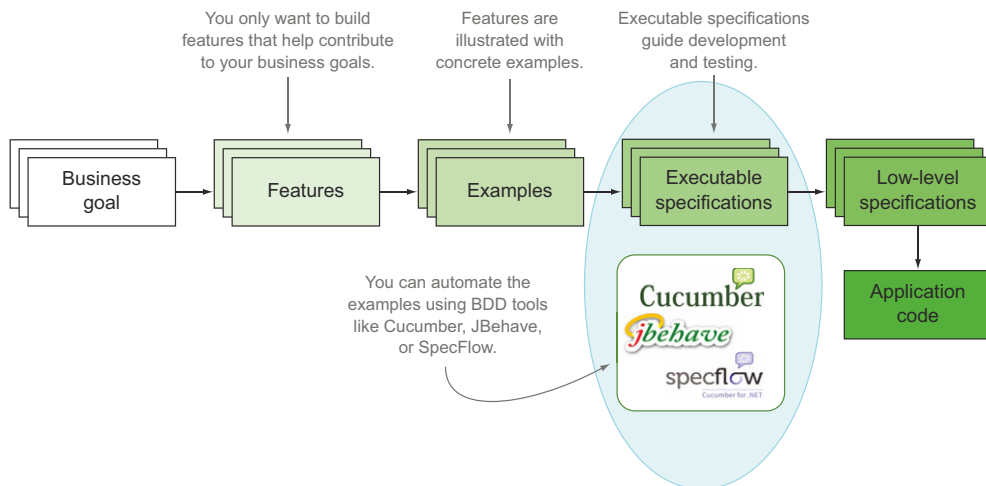 You only want to build
features that help contribute
to your business goals.
Features are
illustrated with
concrete examples.
Executable specifications
guide development
and testing.
Business
goal
Features
Examples
Executable
specifications
Low-level
specifications
You can automate the
examples using BDD tools
like Cucumber, JBehave,
or SpecFlow.
Cucumber
jbehave
specflow
Cucumber for .NET
Application
code